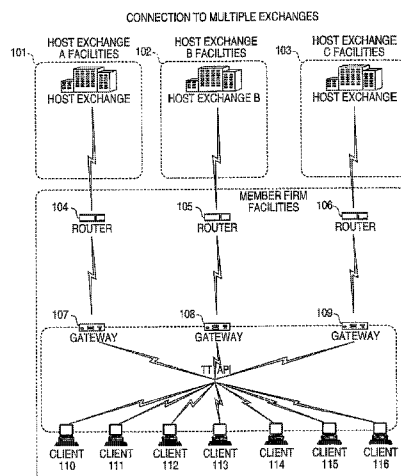 CONNECTION TO MULTIPLE EXCHANGES
101
HOST EXCHANGE
A FACILITIES
HOST EXCHANGE
102
HOST EXCHANGE
B FACILITIES
HOST EXCHANGE B
103
HOST EXCHANGE
C FACILITIES
HOST EXCHANGE
MEMBER FIRM
FACILITIES
104
ROUTER
105
ROUTER
106
ROUTER
107
GATEWAY
108
GATEWAY
109
GATEWAY
TT API
CLIENT
110
CLIENT
111
CLIENT
112
CLIENT
113
CLIENT
114
CLIENT
115
CLIENT
116